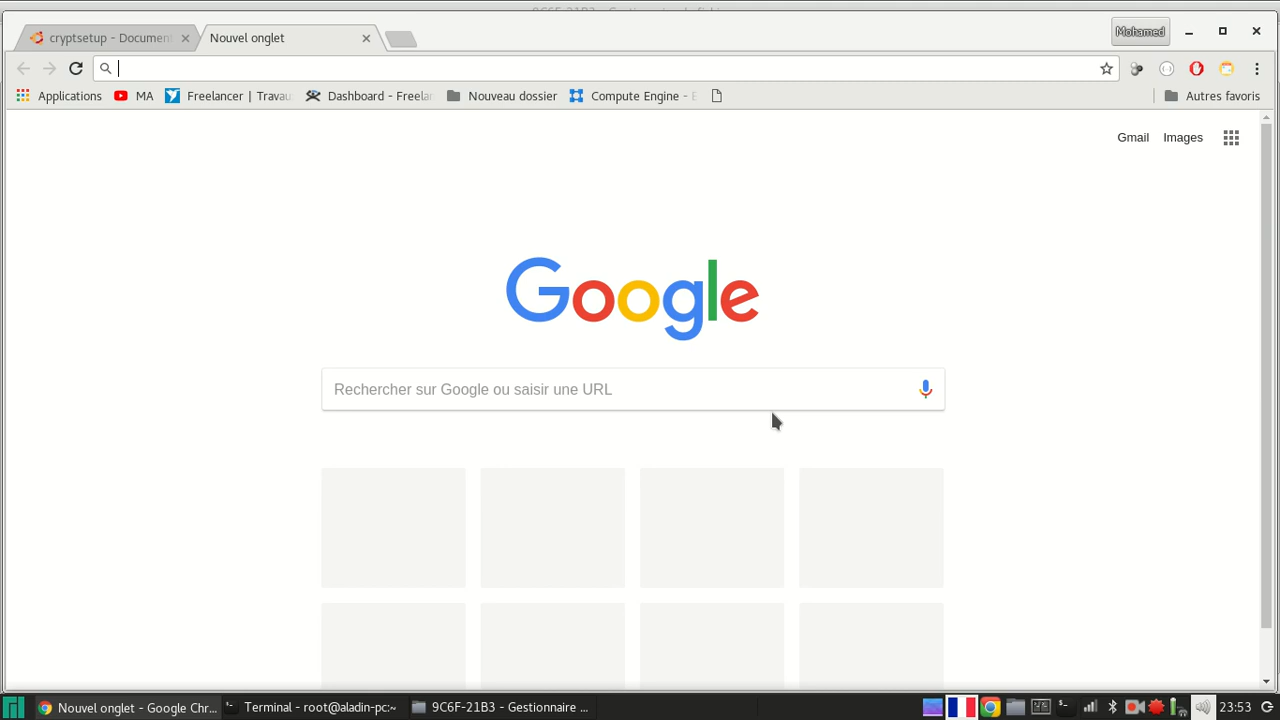 cryptsetup - Document
Nouvel onglet
Mohamed
Applications
MA
Freelancer | Travau
Dashboard - Freelan
Nouveau dossier
Compute Engine -
Autres favoris
Gmail
Images
Google
Rechercher sur Google ou saisir une URL
Nouvel onglet - Google Chr...
Terminal - root@aladin-pc:~
9C6F-21B3 - Gestionnaire ...
23:53